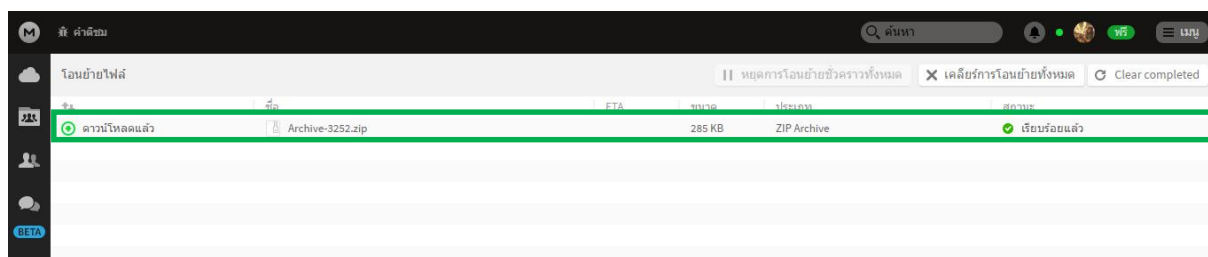 M คำติชม ค้นหา ฟรี เมนู
โอนย้ายไฟล์ หยุดการโอนย้ายชั่วคราวทั้งหมด เคลียร์การโอนย้ายทั้งหมด Clear completed
ชื่อ ETA ขนาด ประเภท สถานะ
ดาวน์โหลดแล้ว Archive-3252.zip 285 KB ZIP Archive เรียบร้อยแล้ว
BETA